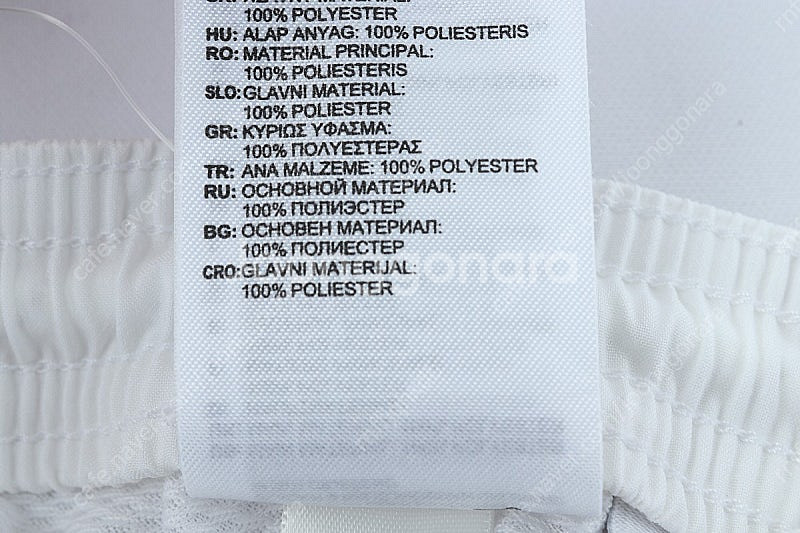 100% POLYESTER
HU: ALAP ANYAG: 100% POLIESTERIS
RO: MATERIAL PRINCIPAL:
100% POLIESTERIS
SLO: GLAVNI MATERIAL:
100% POLIESTER
GR: ΚΥΡΙΩΣ ΥΦΑΣΜΑ:
100% ΠΟΛΥΕΣΤΕΡΑΣ
TR: ANA MALZEME: 100% POLYESTER
RU: ОСНОВНОЙ МАТЕРИАЛ:
100% ПОЛИЭСТЕР
BG: ОСНОВЕН МАТЕРИАЛ:
100% ПОЛИЕСТЕР
CRO: GLAVNI MATERIJAL:
100% POLIESTER